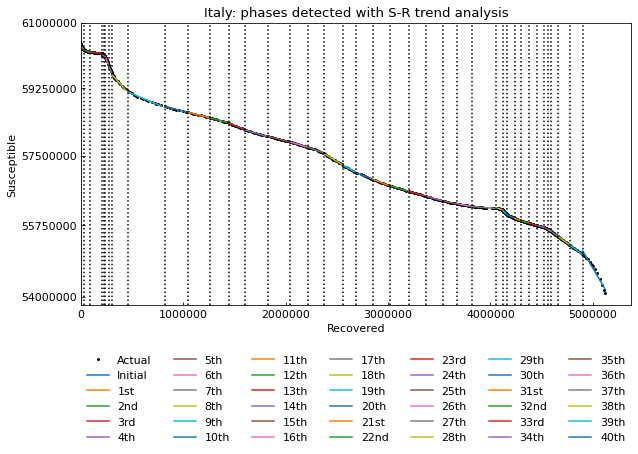 Italy: phases detected with S-R trend analysis
61000000
59250000
57500000
55750000
54000000
Susceptible
0 1000000 2000000 3000000 4000000 5000000
Recovered
Actual 5th 11th 17th 23rd 29th 35th
Initial 6th 12th 18th 24th 30th 36th
1st 7th 13th 19th 25th 31st 37th
2nd 8th 14th 20th 26th 32nd 38th
3rd 9th 15th 21st 27th 33rd 39th
4th 10th 16th 22nd 28th 34th 40th